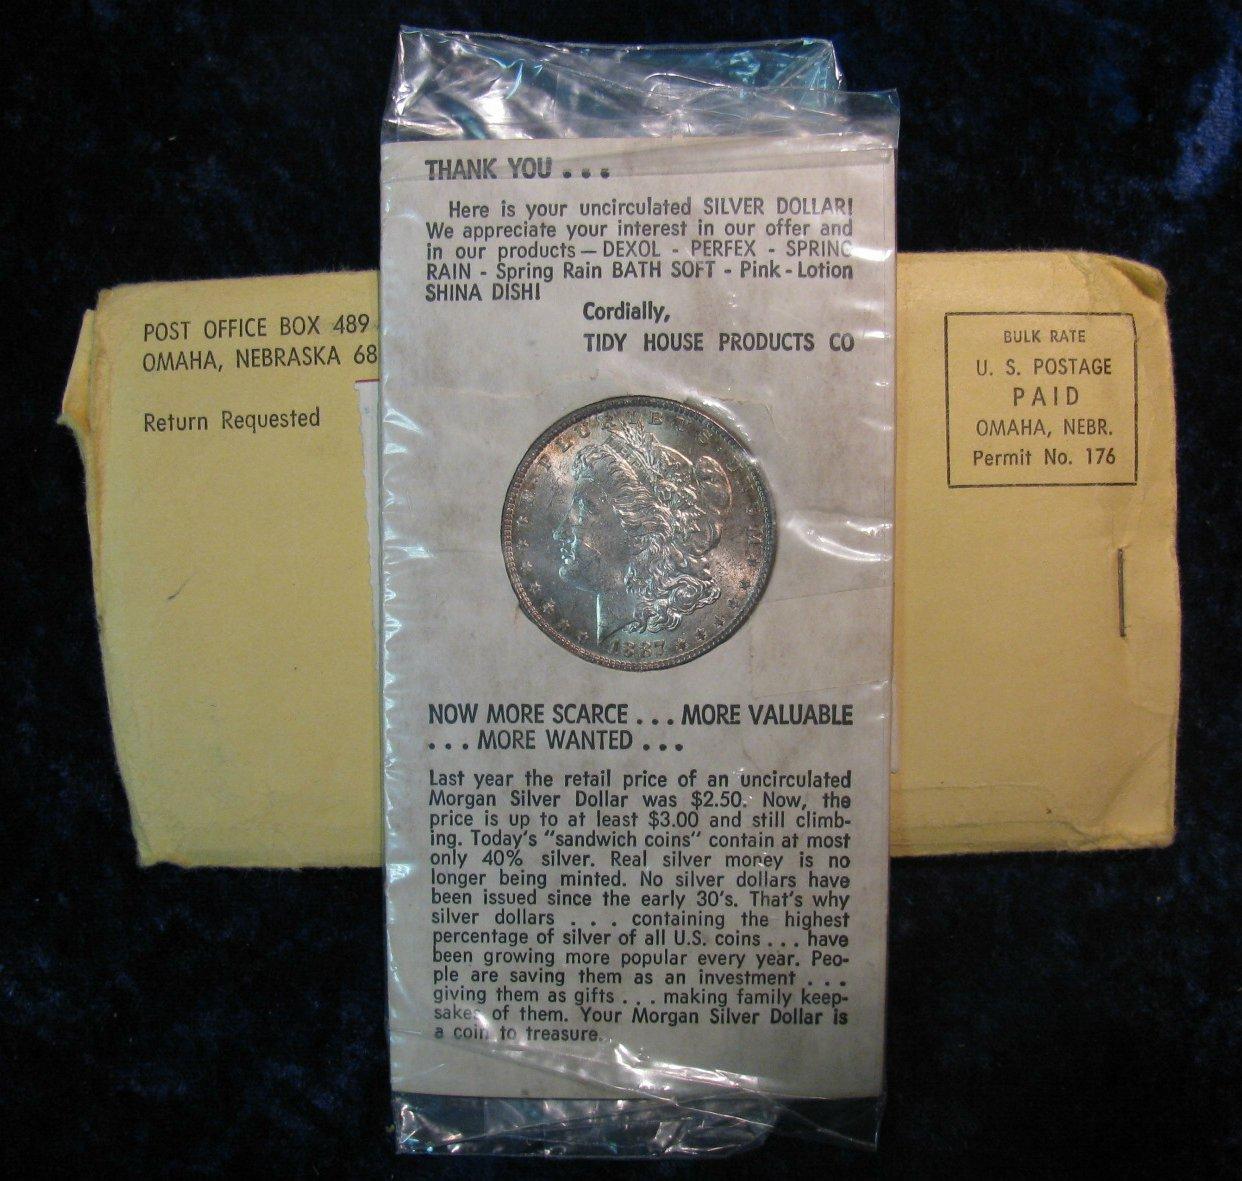 THANK YOU . . .
Here is your uncirculated SILVER DOLLAR!
We appreciate your interest in our offer and
in our products — DEXOL - PERFEX - SPRING
RAIN - Spring Rain BATH SOFT - Pink - Lotion
SHINA DISH!
Cordially,
TIDY HOUSE PRODUCTS CO
POST OFFICE BOX 489
OMAHA, NEBRASKA 68
Return Requested
BULK RATE
U. S. POSTAGE
PAID
OMAHA, NEBR.
Permit No. 176
PLURIBUS UNUM
1887
NOW MORE SCARCE . . . MORE VALUABLE
. . . MORE WANTED . . .
Last year the retail price of an uncirculated
Morgan Silver Dollar was $2.50. Now, the
price is up to at least $3.00 and still climb-
ing. Today's "sandwich coins" contain at most
only 40% silver. Real silver money is no
longer being minted. No silver dollars have
been issued since the early 30's. That's why
silver dollars . . . containing the highest
percentage of silver of all U.S. coins . . . have
been growing more popular every year. Peo-
ple are saving them as an investment . . .
giving them as gifts . . . making family keep-
sakes of them. Your Morgan Silver Dollar is
a coin to treasure.